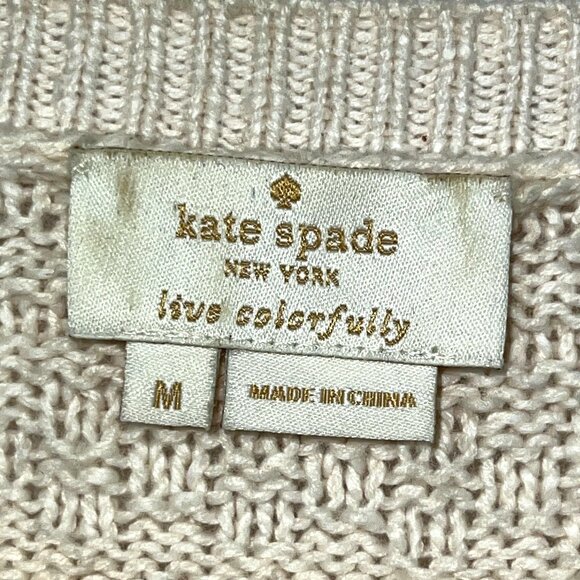 kate spade
NEW YORK
live colorfully
M
MADE IN CHINA